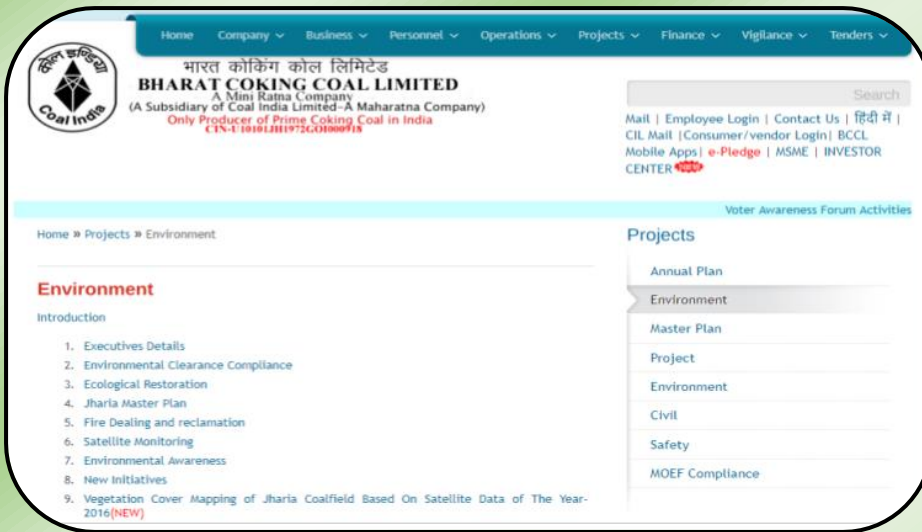 Home Company Business Personnel Operations Projects Finance Vigilance Tenders
कोल इण्डिया
Coal India
भारत कोकिंग कोल लिमिटेड
BHARAT COKING COAL LIMITED
A Mini Ratna Company
(A Subsidiary of Coal India Limited-A Maharatna Company)
Only Producer of Prime Coking Coal in India
CIN-U10101JH1972GOI000918
Search
Mail | Employee Login | Contact Us | हिंदी में |
CIL Mail |Consumer/vendor Login| BCCL
Mobile Apps| e-Pledge | MSME | INVESTOR
CENTER
Voter Awareness Forum Activities
Home » Projects » Environment
Environment
Introduction
1. Executives Details
2. Environmental Clearance Compliance
3. Ecological Restoration
4. Jharia Master Plan
5. Fire Dealing and reclamation
6. Satellite Monitoring
7. Environmental Awareness
8. New Initiatives
9. Vegetation Cover Mapping of Jharia Coalfield Based On Satellite Data of The Year-
2016(NEW)
Projects
Annual Plan
Environment
Master Plan
Project
Environment
Civil
Safety
MOEF Compliance